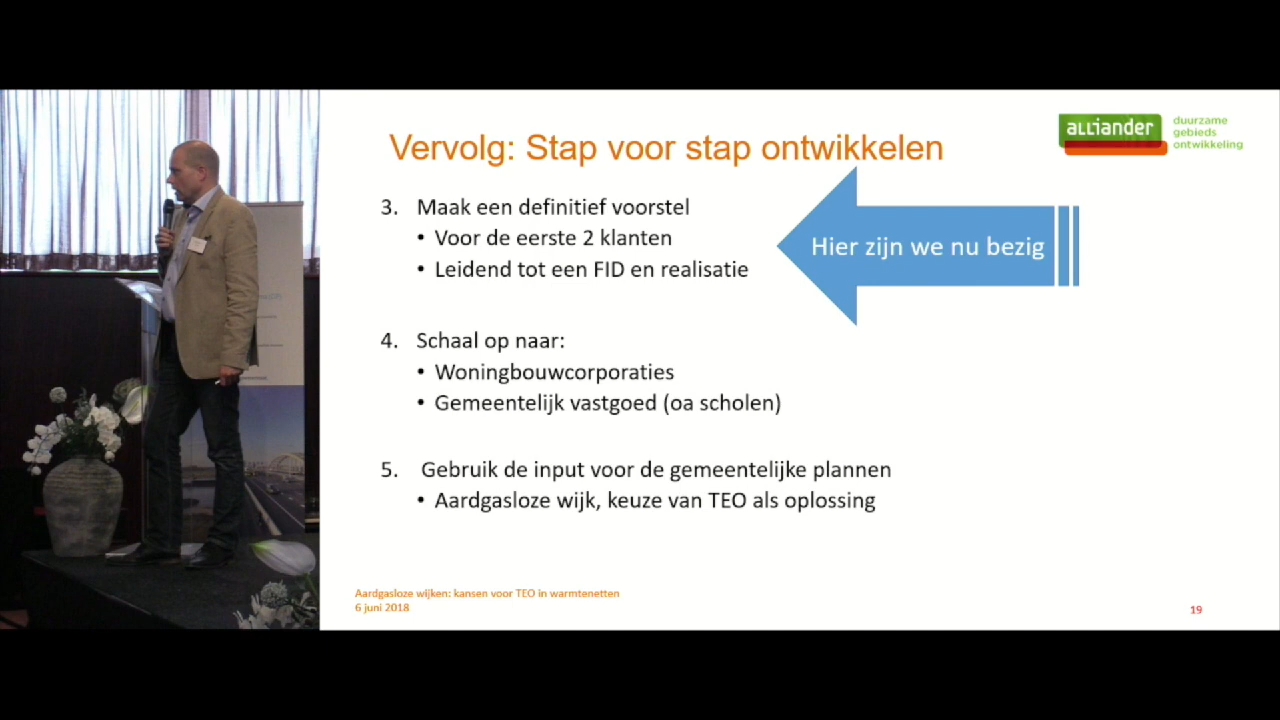 Vervolg: Stap voor stap ontwikkelen
alliander
duurzame
gebieds
ontwikkeling
3. Maak een definitief voorstel
• Voor de eerste 2 klanten
• Leidend tot een FID en realisatie
Hier zijn we nu bezig
4. Schaal op naar:
• Woningbouwcorporaties
• Gemeentelijk vastgoed (oa scholen)
5. Gebruik de input voor de gemeentelijke plannen
• Aardgasloze wijk, keuze van TEO als oplossing
Aardgasloze wijken: kansen voor TEO in warmtenetten
6 juni 2018
19